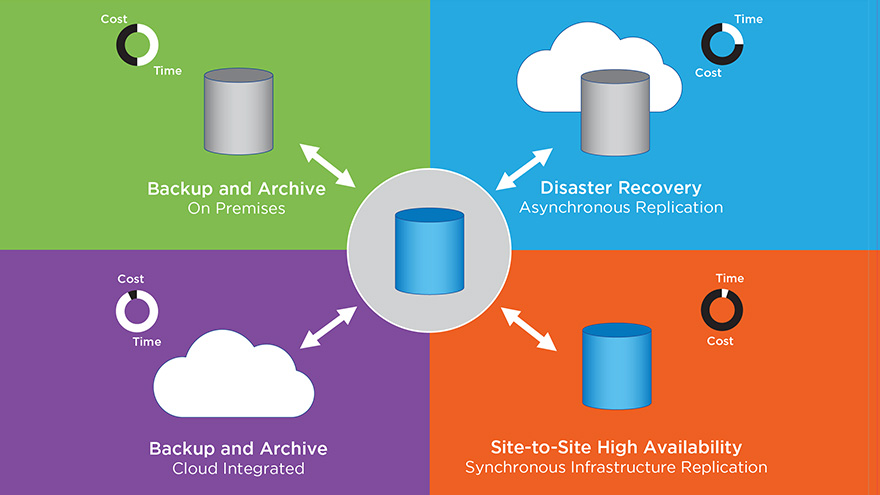 Cost
Time
Backup and Archive
On Premises
Time
Cost
Disaster Recovery
Asynchronous Replication
Cost
Time
Backup and Archive
Cloud Integrated
Time
Cost
Site-to-Site High Availability
Synchronous Infrastructure Replication